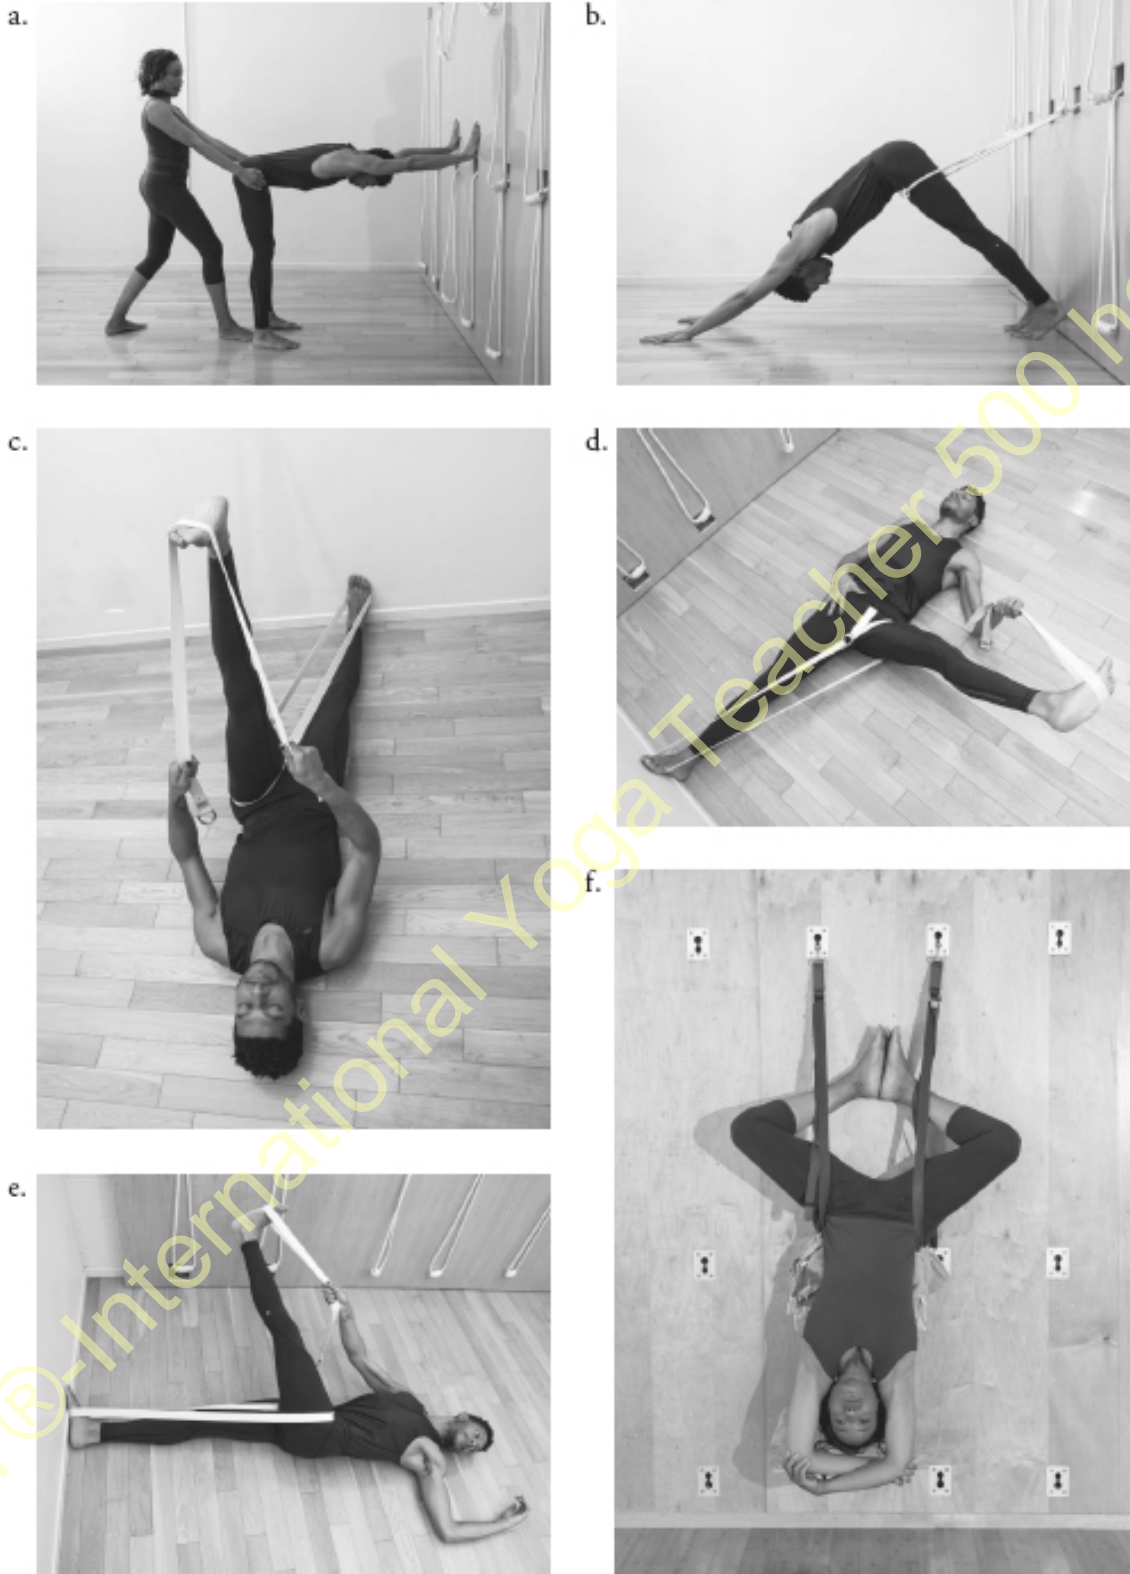 a.
b.
c.
d.
e.
f.
®-International Yoga Teacher 500 h